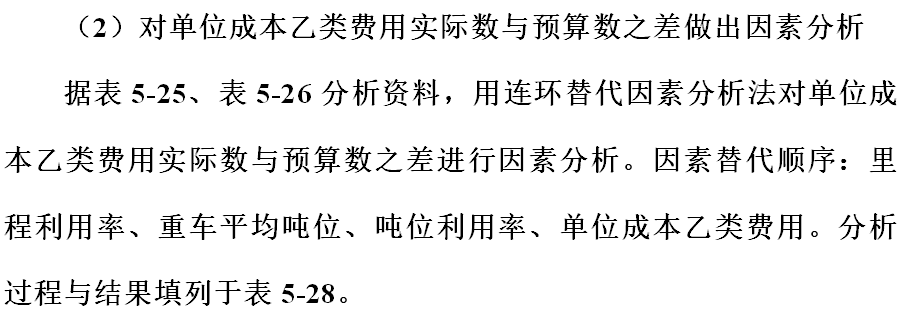 （2）对单位成本乙类费用实际数与预算数之差做出因素分析
据表 5-25、表 5-26 分析资料，用连环替代因素分析法对单位成
本乙类费用实际数与预算数之差进行因素分析。因素替代顺序：里
程利用率、重车平均吨位、吨位利用率、单位成本乙类费用。分析
过程与结果填列于表 5-28。